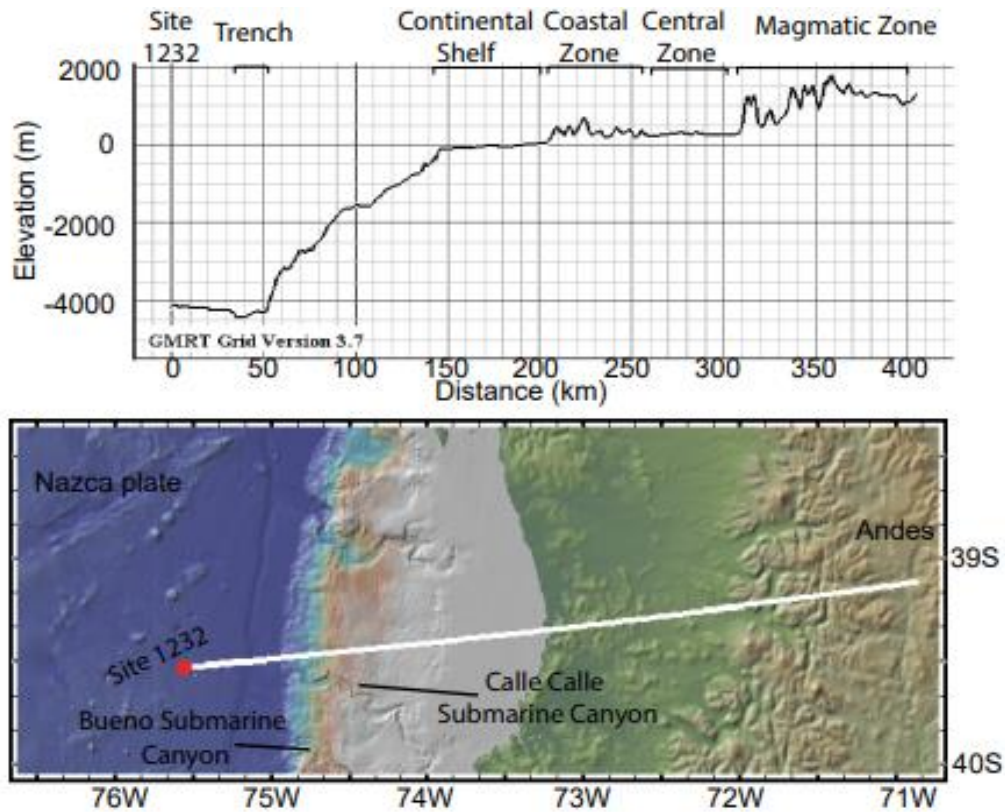 Site
1232
Trench
Continental
Shelf
Coastal
Zone
Central
Zone
Magmatic Zone
2000
0
-2000
-4000
Elevation (m)
GMRT Grid Version 3.7
0 50 100 150 200 250 300 350 400
Distance (km)
Nazca plate
Andes
39S
Site 1232
Calle Calle
Submarine Canyon
Bueno Submarine
Canyon
40S
76W 75W 74W 73W 72W 71W